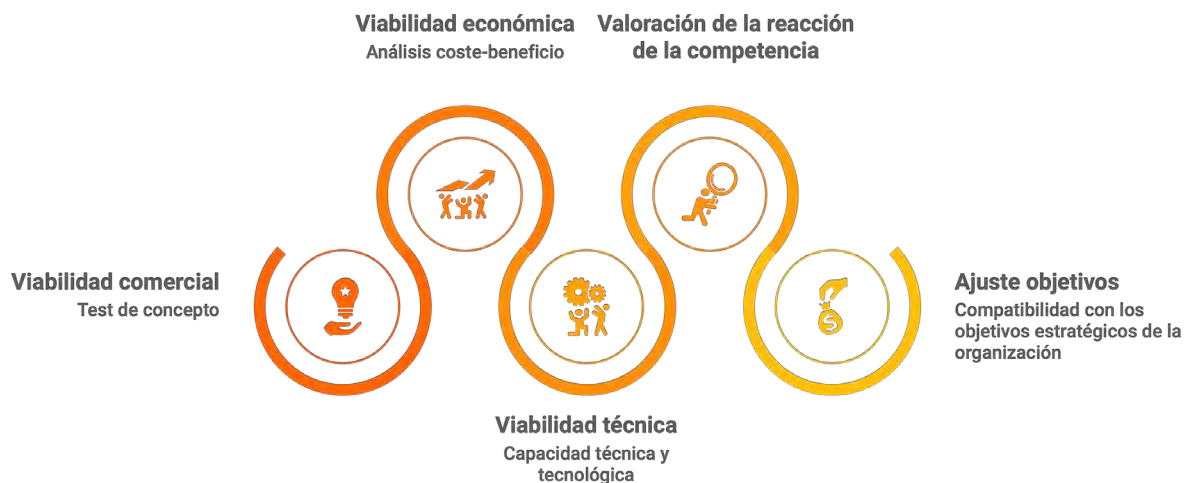 Viabilidad económica
Análisis coste-beneficio
Valoración de la reacción
de la competencia
Viabilidad comercial
Test de concepto
Ajuste objetivos
Compatibilidad con los
objetivos estratégicos de la
organización
Viabilidad técnica
Capacidad técnica y
tecnológica